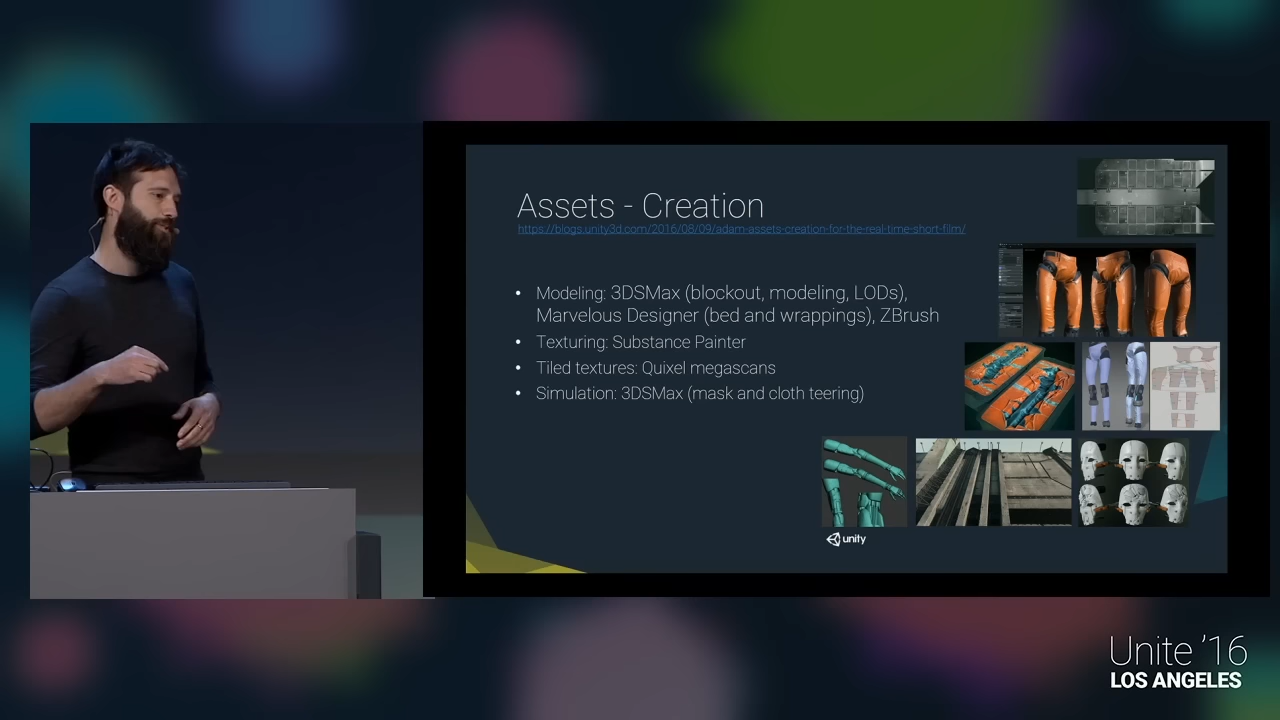 Assets - Creation
https://blogs.unity3d.com/2016/08/09/adam-assets-creation-for-the-real-time-short-film/
• Modeling: 3DSMax (blockout, modeling, LODs),
Marvelous Designer (bed and wrappings), ZBrush
• Texturing: Substance Painter
• Tiled textures: Quixel megascans
• Simulation: 3DSMax (mask and cloth teering)
unity
Unite '16
LOS ANGELES